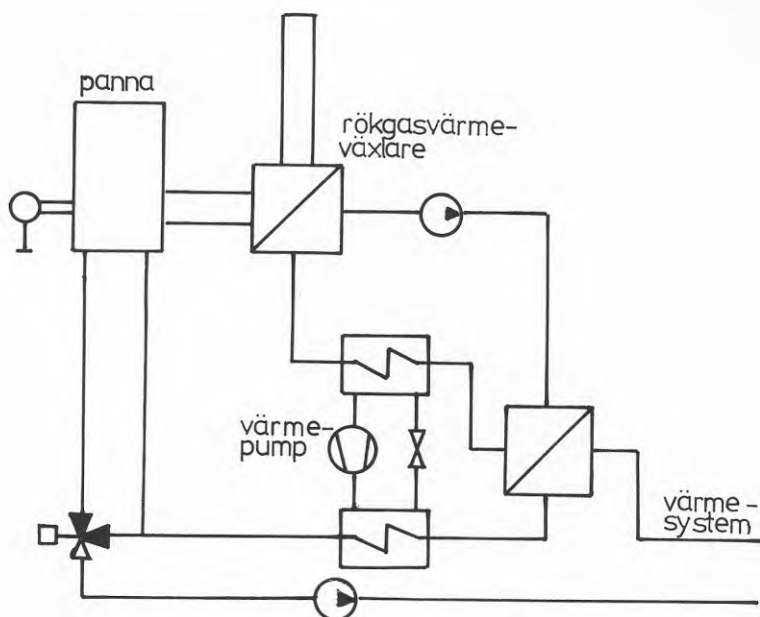 panna
rökgasvärme-
växlare
värme-
pump
värme-
system